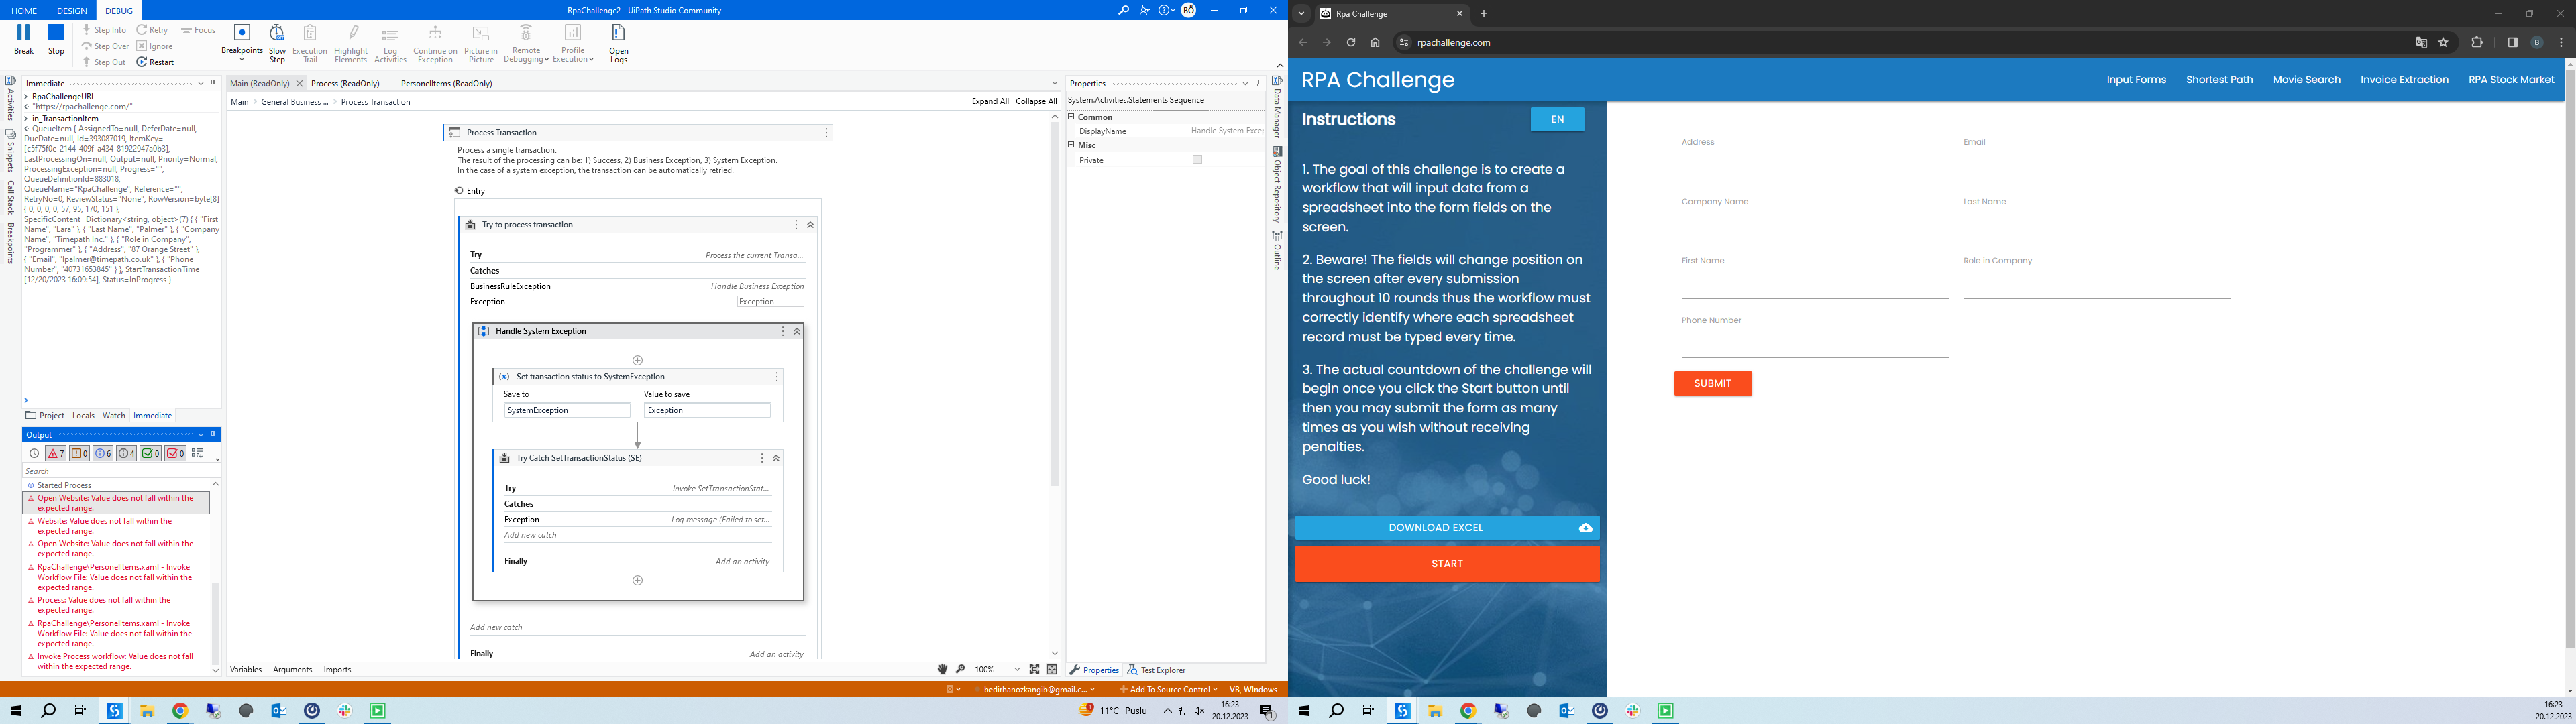 HOME DESIGN DEBUG
RpaChallenge2 - UiPath Studio Community
BÖ
Break
Stop
Step Into
Step Over
Step Out
Retry
Ignore
Restart
Focus
Breakpoints
Slow Step
Execution Trail
Highlight Elements
Log Activities
Continue on Exception
Picture in Picture
Remote Debugging
Profile Execution
Open Logs
Activities
Snippets
Call Stack
Breakpoints
Immediate
RpaChallengeURL
"https://rpachallenge.com/"
in_TransactionItem
QueueItem { AssignedTo=null, DeferDate=null,
DueDate=null, Id=393087019, ItemKey=
[c5f75f0e-2144-409f-a434-81922947a0b3],
LastProcessingOn=null, Output=null, Priority=Normal,
ProcessingException=null, Progress="",
QueueDefinitionId=883018,
QueueName="RpaChallenge", Reference="",
RetryNo=0, ReviewStatus="None", RowVersion=byte[8]
{ 0, 0, 0, 0, 57, 95, 170, 151 },
SpecificContent=Dictionary<string, object>(7) { { "First
Name", "Lara" }, { "Last Name", "Palmer" }, { "Company
Name", "Timepath Inc." }, { "Role in Company",
"Programmer" }, { "Address", "87 Orange Street" },
{ "Email", "lpalmer@timepath.co.uk" }, { "Phone
Number", "40731653845" } }, StartTransactionTime=
[12/20/2023 16:09:54], Status=InProgress }
Project Locals Watch Immediate
Output
7 0 6 4 0 0
Search
Started Process
Open Website: Value does not fall within the
expected range.
Website: Value does not fall within the
expected range.
Open Website: Value does not fall within the
expected range.
RpaChallenge\PersonelItems.xaml - Invoke
Workflow File: Value does not fall within the
expected range.
Process: Value does not fall within the
expected range.
RpaChallenge\PersonelItems.xaml - Invoke
Workflow File: Value does not fall within the
expected range.
Invoke Process workflow: Value does not fall
within the expected range.
Main (ReadOnly) Process (ReadOnly) PersonelItems (ReadOnly)
Main > General Business ... > Process Transaction
Expand All Collapse All
Process Transaction
Process a single transaction.
The result of the processing can be: 1) Success, 2) Business Exception, 3) System Exception.
In the case of a system exception, the transaction can be automatically retried.
Entry
Try to process transaction
Try Process the current Transa...
Catches
BusinessRuleException Handle Business Exception
Exception Exception
Handle System Exception
Set transaction status to SystemException
Save to Value to save
SystemException = Exception
Try Catch SetTransactionStatus (SE)
Try Invoke SetTransactionStat...
Catches
Exception Log message (Failed to set...
Add new catch
Finally Add an activity
Add new catch
Finally Add an activity
Variables Arguments Imports
100%
Properties
System.Activities.Statements.Sequence
Common
DisplayName Handle System Excep
Misc
Private
Properties Test Explorer
Data Manager
Object Repository
Outline
bedirhanozkangib@gmail.c...
Add To Source Control
VB, Windows
11°C Puslu
16:23
20.12.2023
1
Rpa Challenge
rpachallenge.com
B
RPA Challenge
Input Forms Shortest Path Movie Search Invoice Extraction RPA Stock Market
Instructions
EN
1. The goal of this challenge is to create a
workflow that will input data from a
spreadsheet into the form fields on the
screen.
2. Beware! The fields will change position on
the screen after every submission
throughout 10 rounds thus the workflow must
correctly identify where each spreadsheet
record must be typed every time.
3. The actual countdown of the challenge will
begin once you click the Start button until
then you may submit the form as many
times as you wish without receiving
penalties.
Good luck!
DOWNLOAD EXCEL
START
Address Email
Company Name Last Name
First Name Role in Company
Phone Number
SUBMIT
16:23
20.12.2023